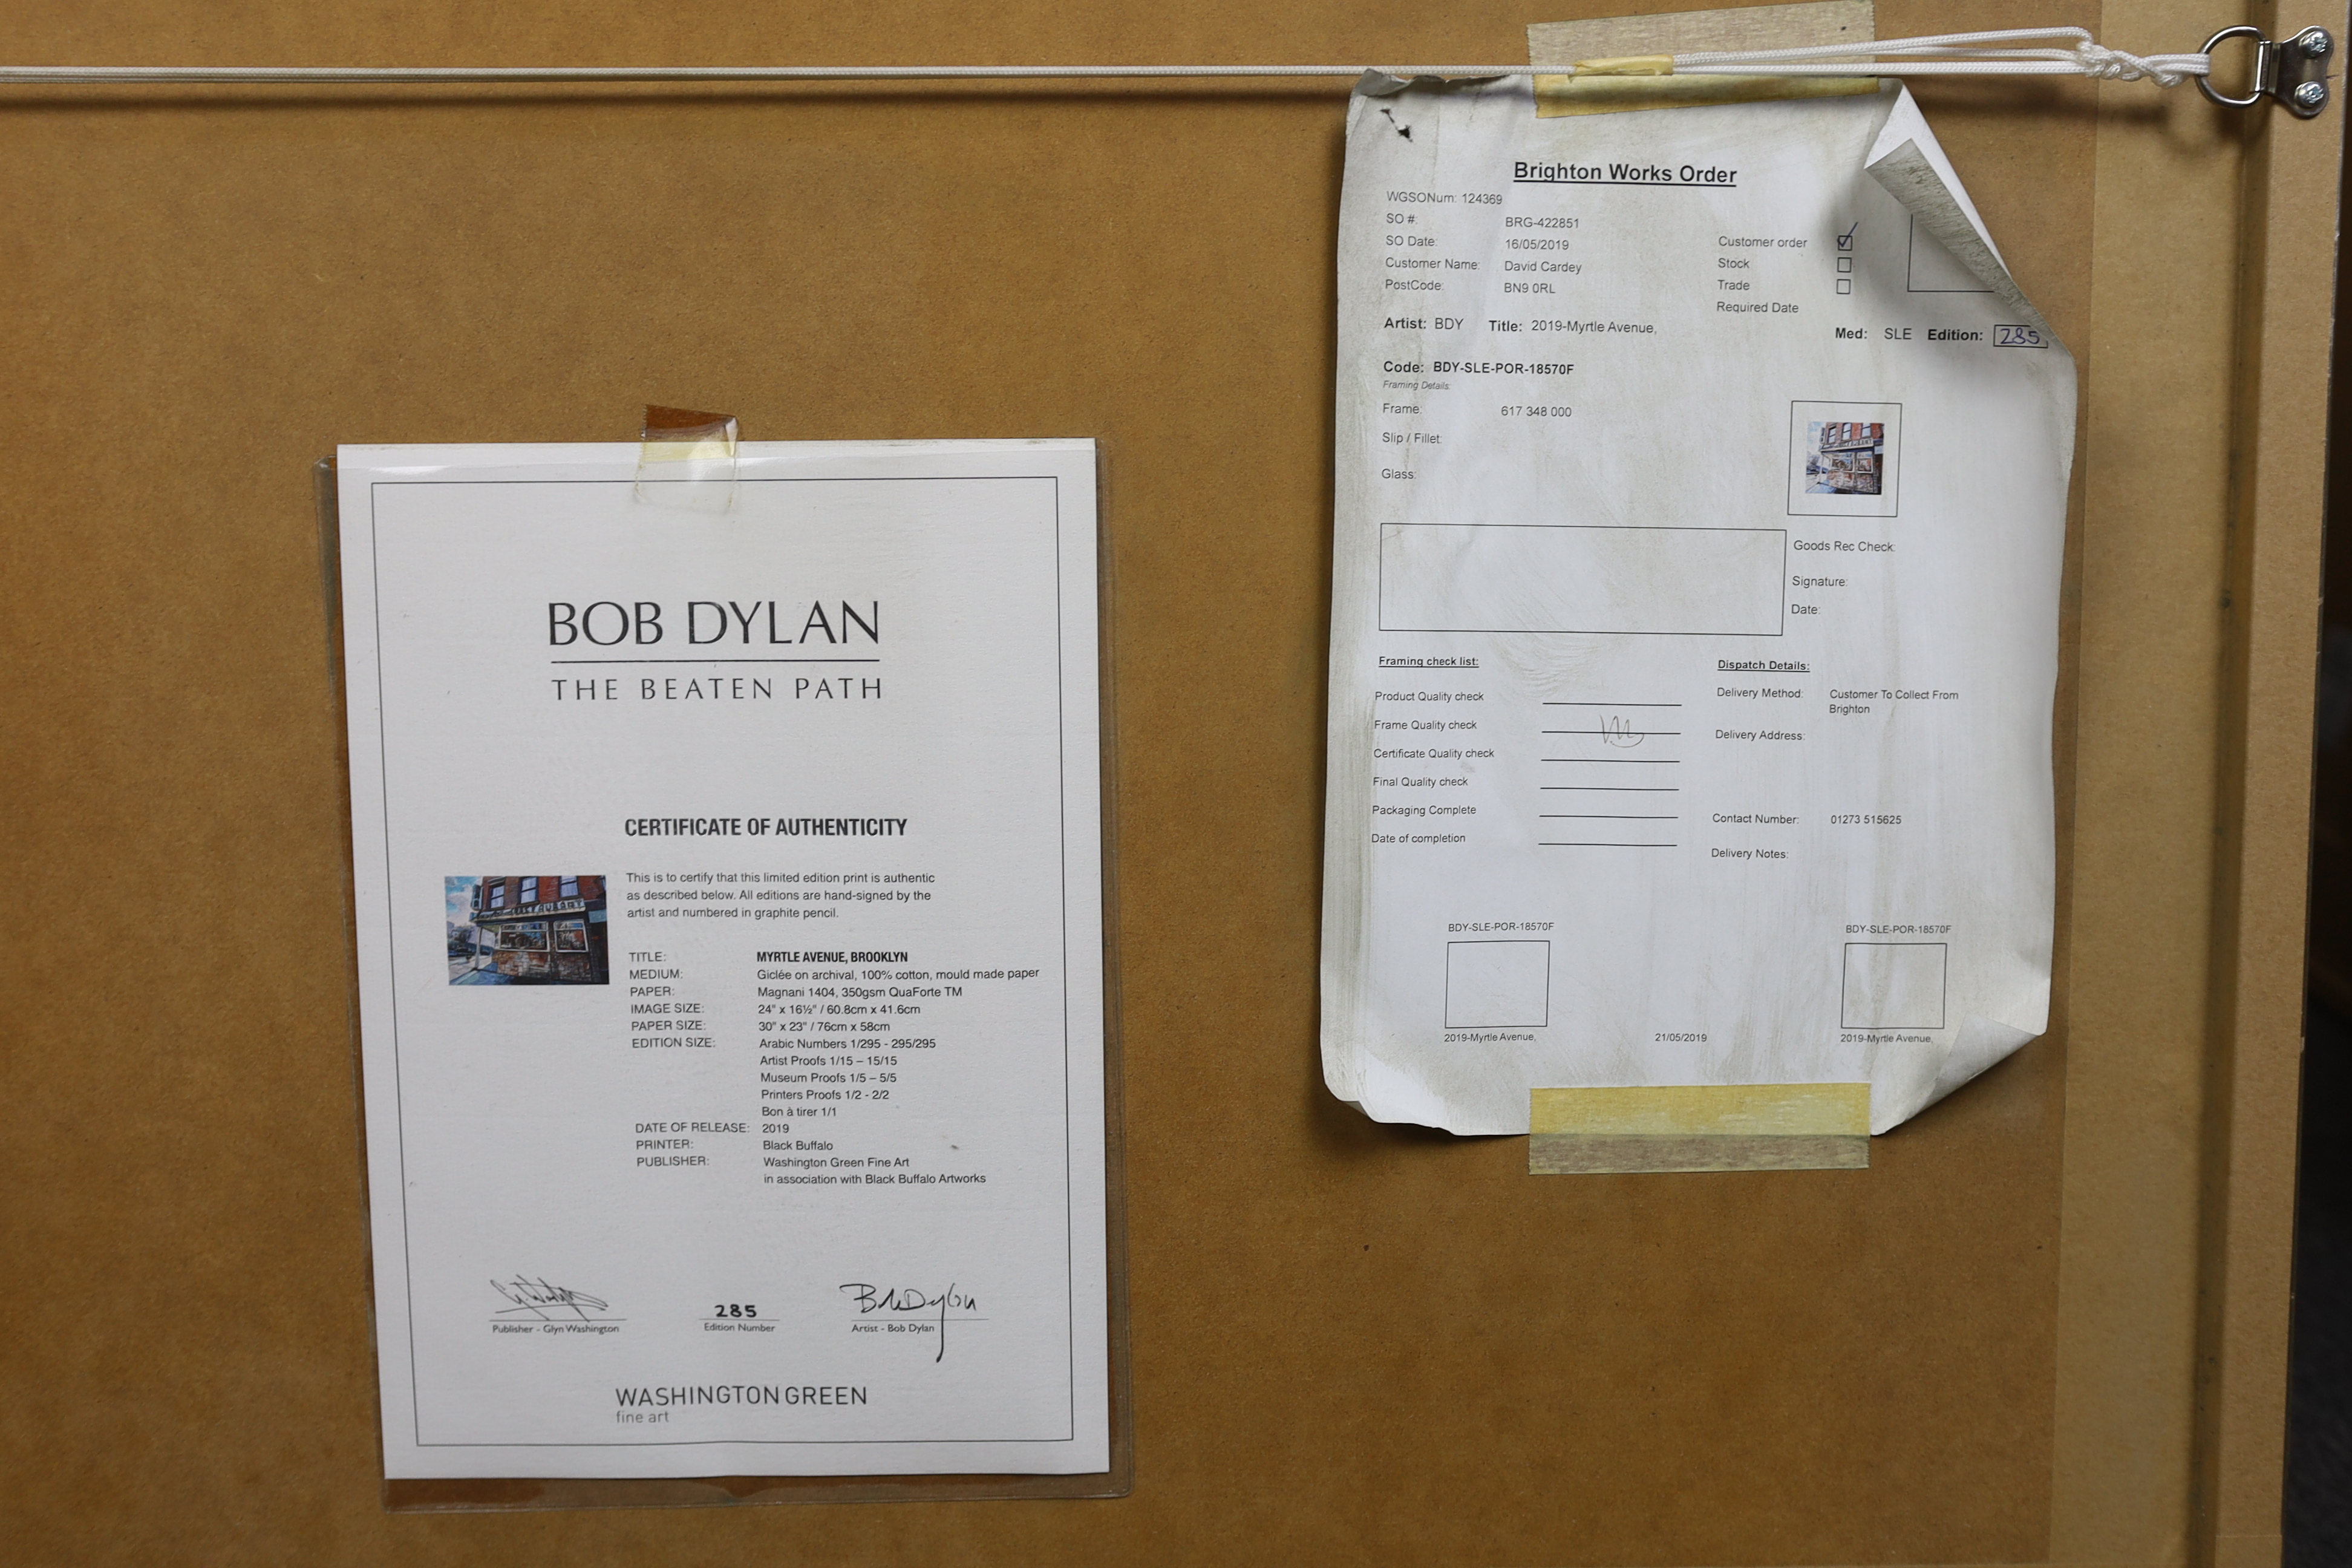 BOB DYLAN
THE BEATEN PATH
CERTIFICATE OF AUTHENTICITY
This is to certify that this limited edition print is authentic
as described below. All editions are hand-signed by the
artist and numbered in graphite pencil.
TITLE: MYRTLE AVENUE, BROOKLYN
MEDIUM: Giclée on archival, 100% cotton, mould made paper
PAPER: Magnani 1404, 350gsm QuaForte TM
IMAGE SIZE: 24" x 16½" / 60.8cm x 41.6cm
PAPER SIZE: 30" x 23" / 76cm x 58cm
EDITION SIZE: Arabic Numbers 1/295 - 295/295
Artist Proofs 1/15 – 15/15
Museum Proofs 1/5 – 5/5
Printers Proofs 1/2 - 2/2
Bon à tirer 1/1
DATE OF RELEASE: 2019
PRINTER: Black Buffalo
PUBLISHER: Washington Green Fine Art
in association with Black Buffalo Artworks
285
Bob Dylan
Publisher - Glyn Washington Edition Number Artist - Bob Dylan
WASHINGTON GREEN
fine art
Brighton Works Order
WGSONum: 124369
SO #: BRG-422851
SO Date: 16/05/2019 Customer order
Customer Name: David Cardey Stock
PostCode: BN9 0RL Trade
Required Date
Artist: BDY Title: 2019-Myrtle Avenue, Med: SLE Edition: 285
Code: BDY-SLE-POR-18570F
Framing Details:
Frame: 617 348 000
Slip / Fillet:
Glass:
RESTAURANT
Goods Rec Check:
Signature:
Date:
Framing check list: Dispatch Details:
Product Quality check Delivery Method: Customer To Collect From
Brighton
Frame Quality check Delivery Address:
Certificate Quality check
Final Quality check
Packaging Complete Contact Number: 01273 515625
Date of completion Delivery Notes:
BDY-SLE-POR-18570F BDY-SLE-POR-18570F
2019-Myrtle Avenue, 21/05/2019 2019-Myrtle Avenue,